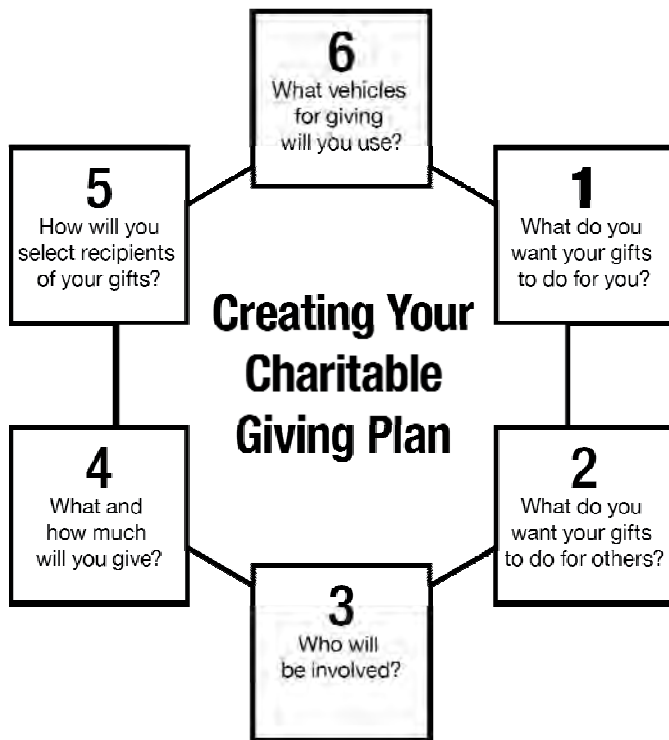 6
What vehicles
for giving
will you use?
5
How will you
select recipients
of your gifts?
1
What do you
want your gifts
to do for you?
Creating Your
Charitable
Giving Plan
4
What and
how much
will you give?
2
What do you
want your gifts
to do for others?
3
Who will
be involved?